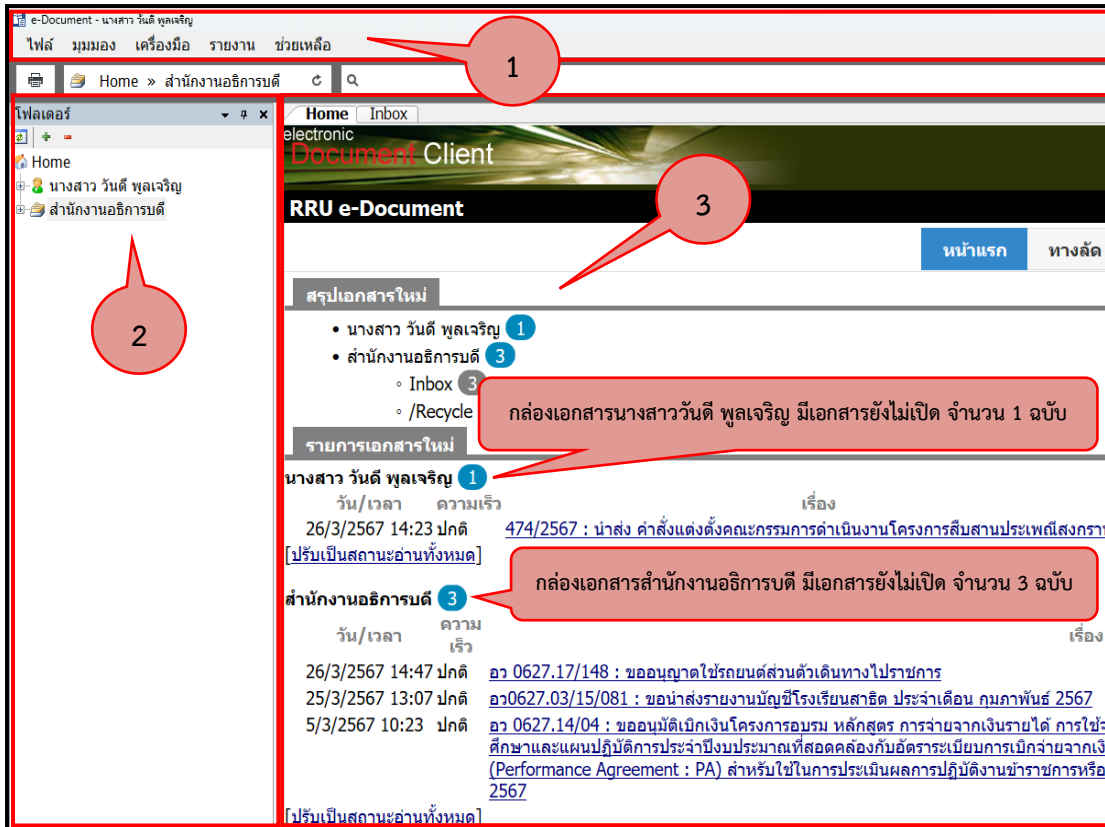 e-Document - นางสาว วันดี พูลเจริญ
ไฟล์ มุมมอง เครื่องมือ รายงาน ช่วยเหลือ
1
Home » สำนักงานอธิการบดี
โฟลเดอร์
Home Inbox
electronic
Document Client
Home
นางสาว วันดี พูลเจริญ
สำนักงานอธิการบดี
RRU e-Document
3
หน้าแรก ทางลัด
2
สรุปเอกสารใหม่
• นางสาว วันดี พูลเจริญ 1
• สำนักงานอธิการบดี 3
◦ Inbox 3
◦ /Recycle
กล่องเอกสารนางสาววันดี พูลเจริญ มีเอกสารยังไม่เปิด จำนวน 1 ฉบับ
รายการเอกสารใหม่
นางสาว วันดี พูลเจริญ 1
วัน/เวลา ความเร็ว เรื่อง
26/3/2567 14:23 ปกติ 474/2567 : นำส่ง คำสั่งแต่งตั้งคณะกรรมการดำเนินงานโครงการสืบสานประเพณีสงกรา
[ปรับเป็นสถานะอ่านทั้งหมด]
กล่องเอกสารสำนักงานอธิการบดี มีเอกสารยังไม่เปิด จำนวน 3 ฉบับ
สำนักงานอธิการบดี 3
วัน/เวลา ความเร็ว เรื่อง
26/3/2567 14:47 ปกติ อว 0627.17/148 : ขออนุญาตใช้รถยนต์ส่วนตัวเดินทางไปราชการ
25/3/2567 13:07 ปกติ อว0627.03/15/081 : ขอนำส่งรายงานบัญชีโรงเรียนสาธิต ประจำเดือน กุมภาพันธ์ 2567
5/3/2567 10:23 ปกติ อว 0627.14/04 : ขออนุมัติเบิกเงินโครงการอบรม หลักสูตร การจ่ายจากเงินรายได้ การใช้จ
ศึกษาและแผนปฏิบัติการประจำปีงบประมาณที่สอดคล้องกับอัตราระเบียบการเบิกจ่ายจากเงิ
(Performance Agreement : PA) สำหรับใช้ในการประเมินผลการปฏิบัติงานข้าราชการหรือ
2567
[ปรับเป็นสถานะอ่านทั้งหมด]